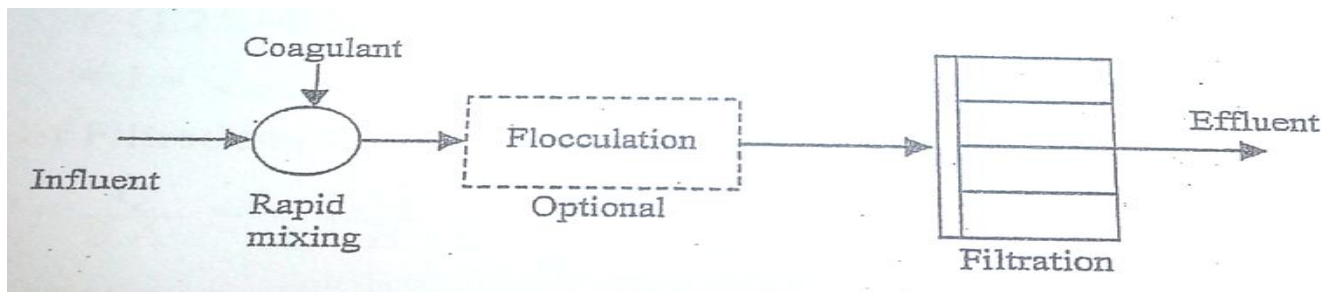 Coagulant
Influent
Rapid
mixing
Flocculation
Optional
Filtration
Effluent